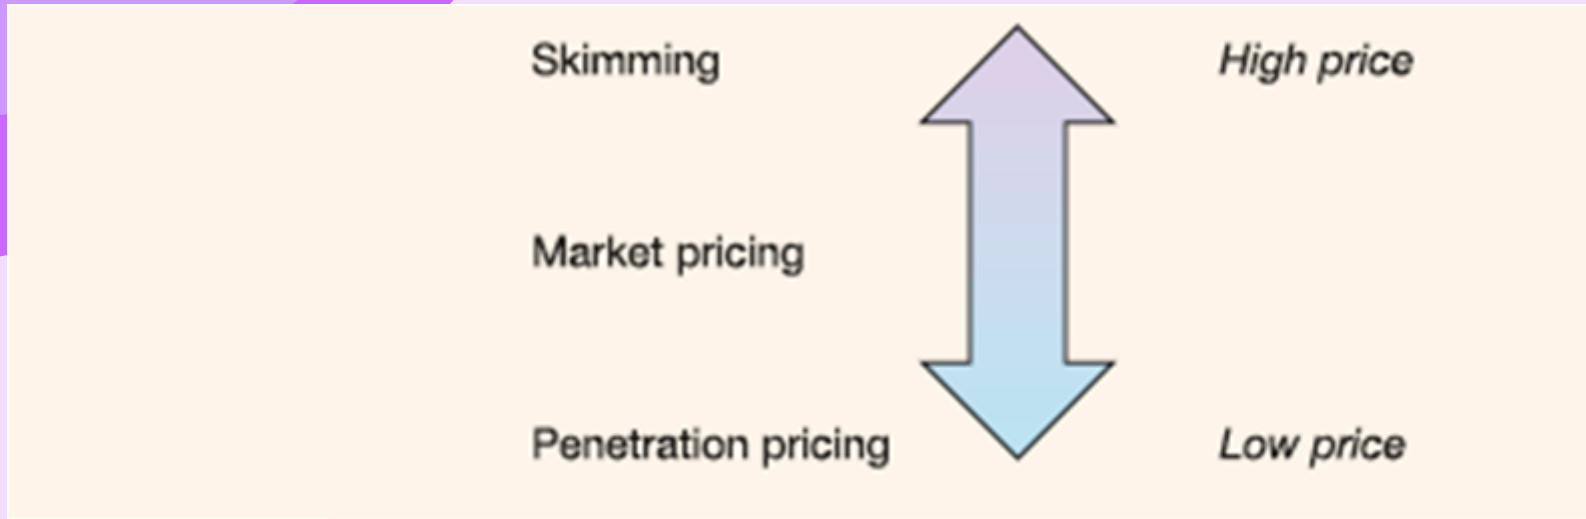 Skimming High price
Market pricing
Penetration pricing Low price